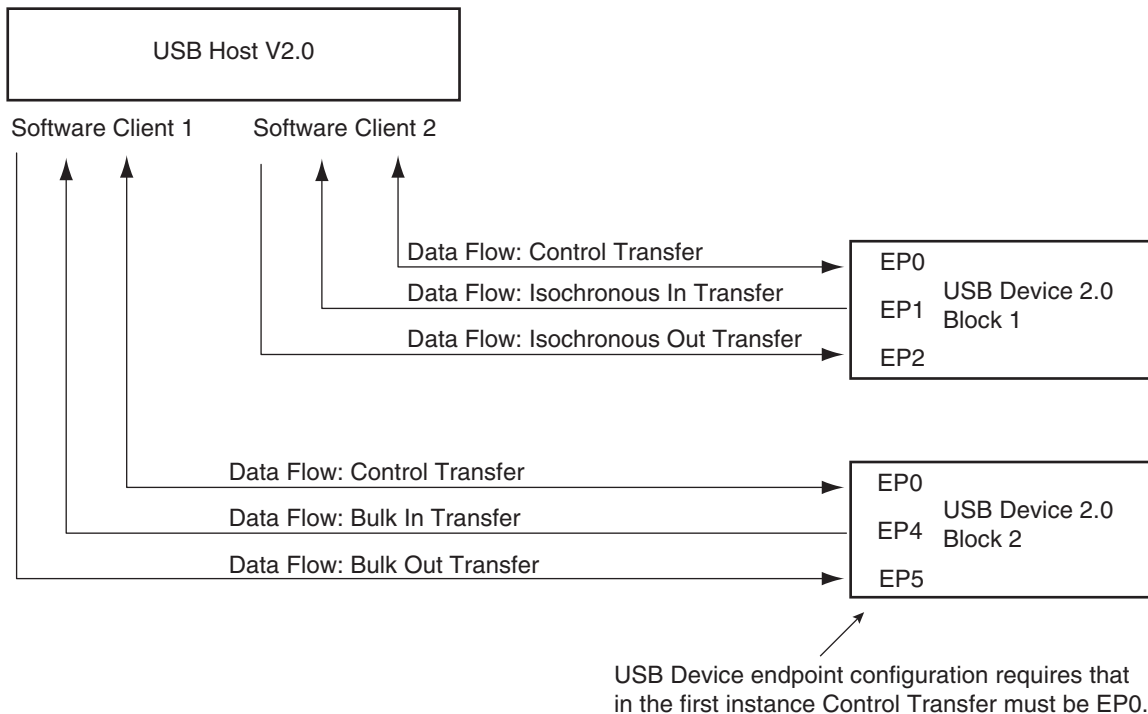 USB Host V2.0
Software Client 1
Software Client 2
Data Flow: Control Transfer
EP0
Data Flow: Isochronous In Transfer
EP1
USB Device 2.0
Block 1
Data Flow: Isochronous Out Transfer
EP2
Data Flow: Control Transfer
EP0
Data Flow: Bulk In Transfer
EP4
USB Device 2.0
Block 2
Data Flow: Bulk Out Transfer
EP5
USB Device endpoint configuration requires that
in the first instance Control Transfer must be EP0.